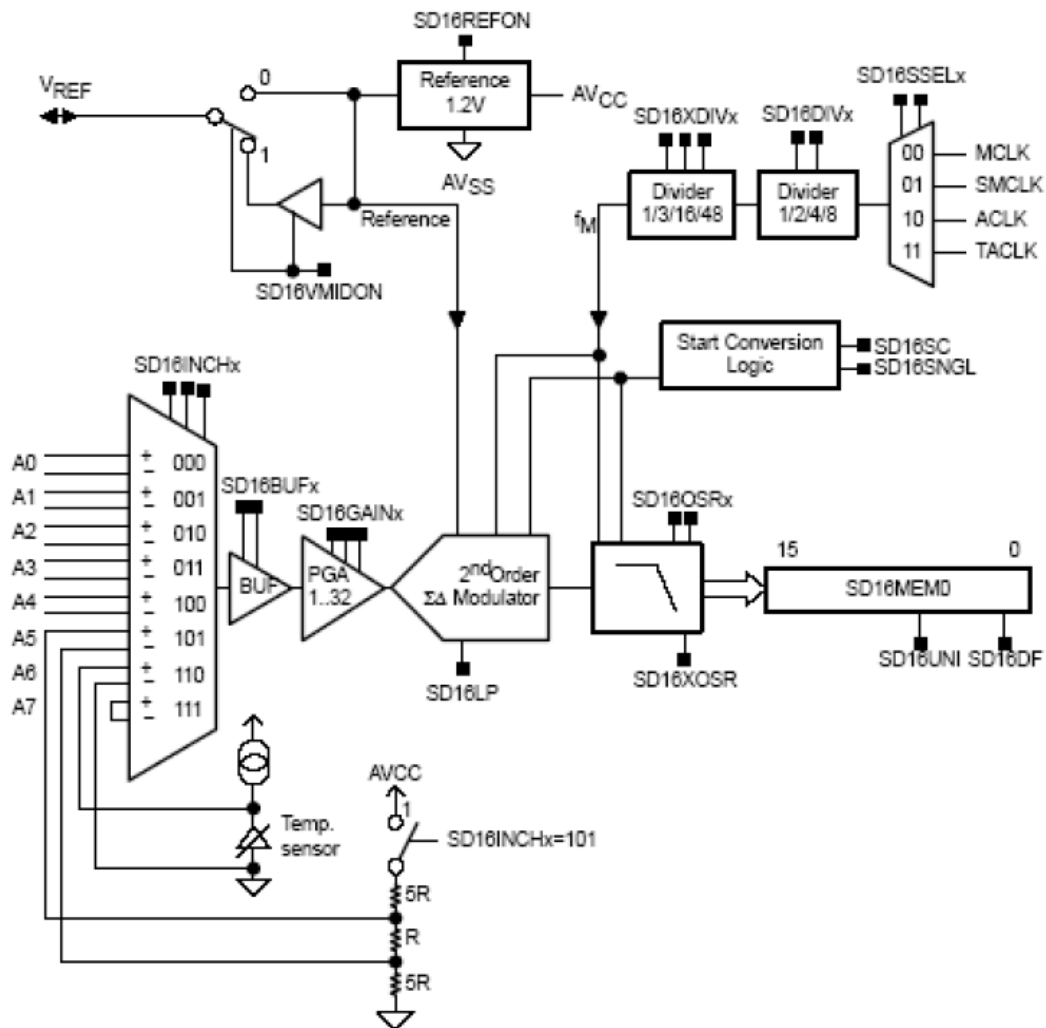 SD16REFON
VREF
0
1
Reference
1.2V
AVCC
AVSS
Reference
SD16VMIDON
SD16XDIVx
SD16DIVx
SD16SSELx
Divider
1/3/16/48
Divider
1/2/4/8
fM
00
01
10
11
MCLK
SMCLK
ACLK
TACLK
Start Conversion
Logic
SD16SC
SD16SNGL
SD16INCHx
A0
A1
A2
A3
A4
A5
A6
A7
+
−
+
−
+
−
+
−
+
−
+
−
+
−
+
−
000
001
010
011
100
101
110
111
SD16BUFx
BUF
SD16GAINx
PGA
1..32
2nd Order
ΣΔ Modulator
SD16LP
SD16OSRx
SD16XOSR
15
0
SD16MEM0
SD16UNI
SD16DF
Temp.
sensor
AVCC
1
SD16INCHx=101
5R
R
5R